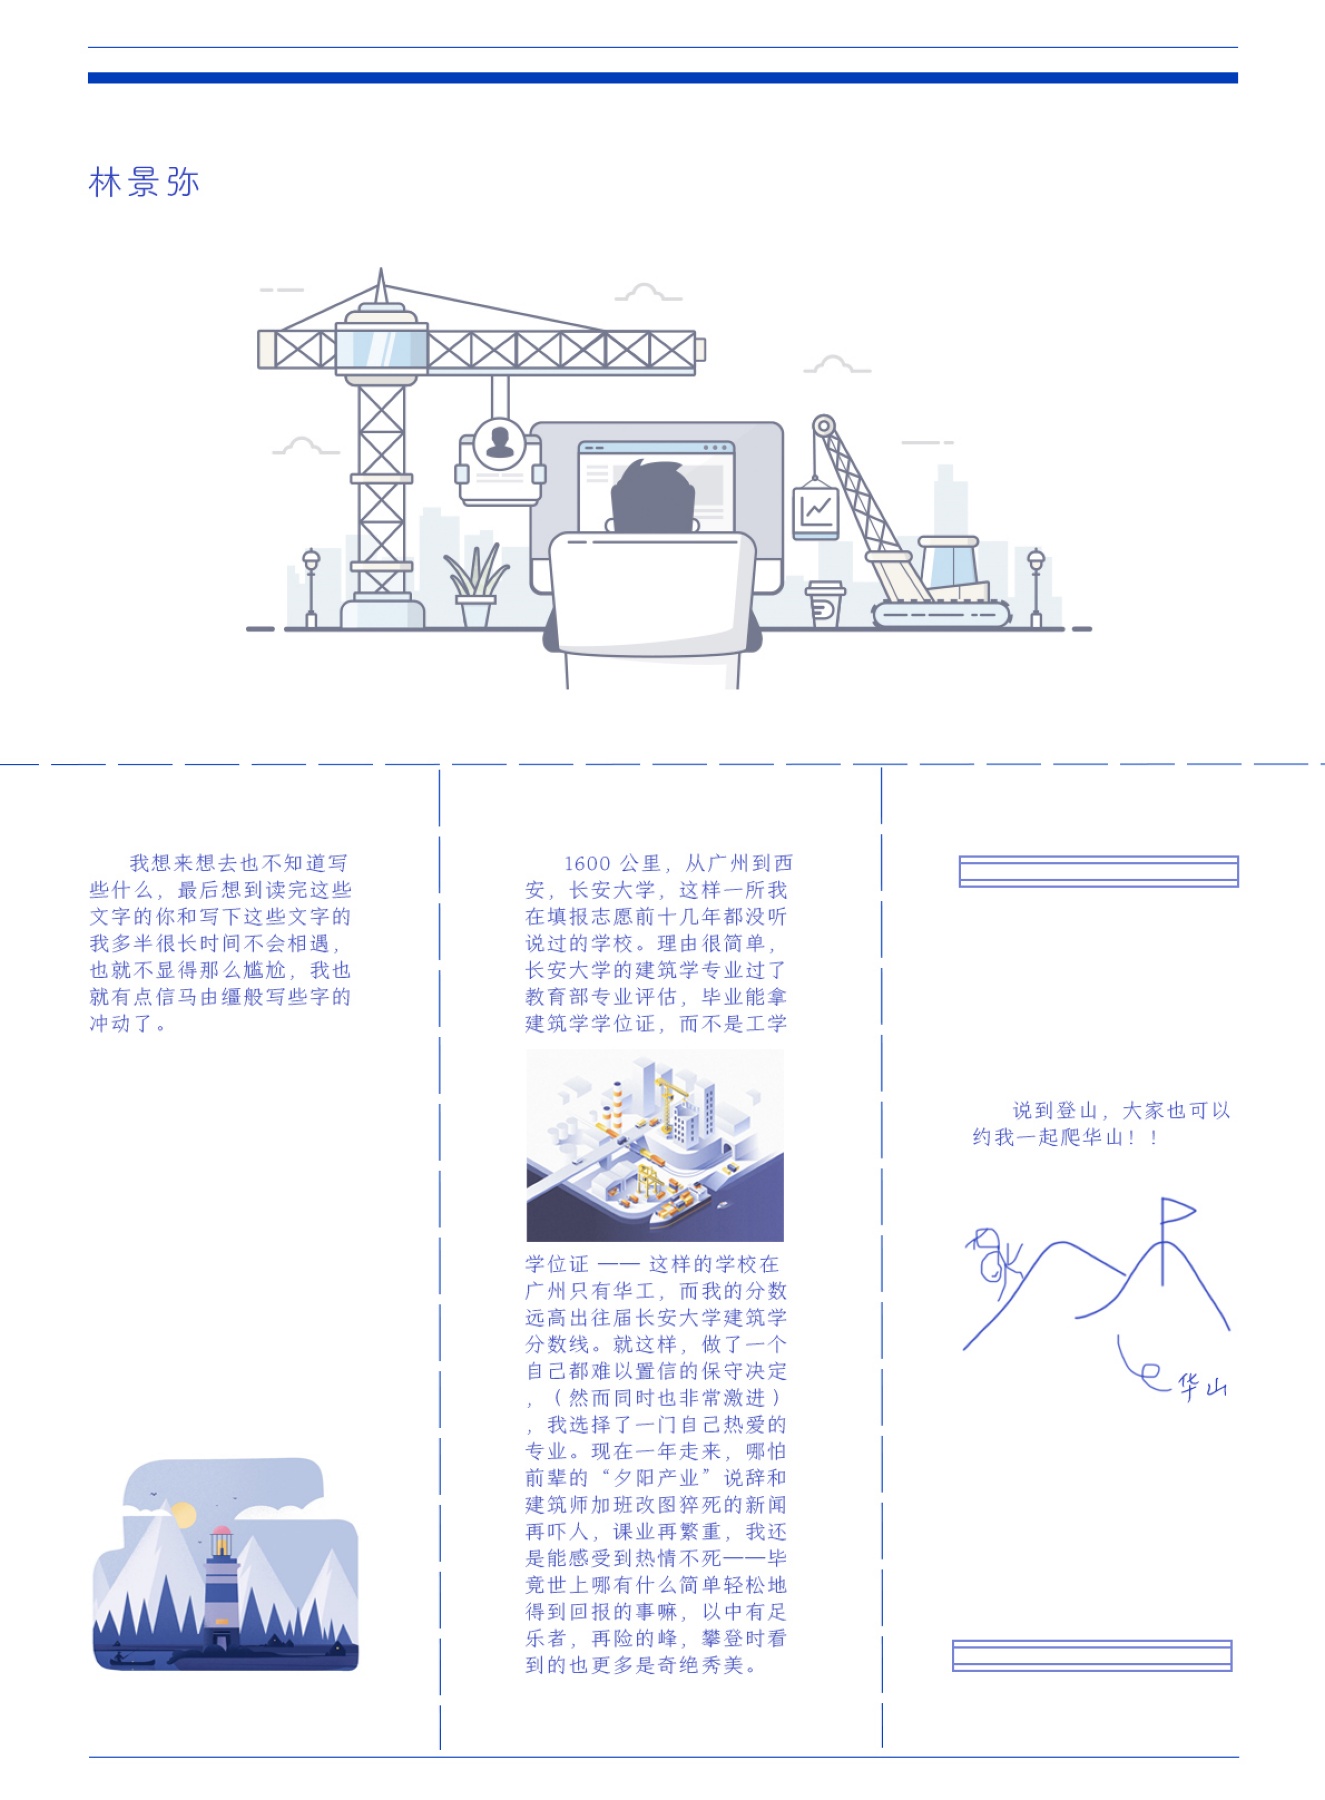 林景弥
我想来想去也不知道写
些什么，最后想到读完这些
文字的你和写下这些文字的
我多半很长时间不会相遇，
也就不显得那么尴尬，我也
就有点信马由缰般写些字的
冲动了。
1600 公里，从广州到西
安，长安大学，这样一所我
在填报志愿前十几年都没听
说过的学校。理由很简单，
长安大学的建筑学专业过了
教育部专业评估，毕业能拿
建筑学学位证，而不是工学
学位证 —— 这样的学校在
广州只有华工，而我的分数
远高出往届长安大学建筑学
分数线。就这样，做了一个
自己都难以置信的保守决定
，（然而同时也非常激进）
，我选择了一门自己热爱的
专业。现在一年走来，哪怕
前辈的“夕阳产业”说辞和
建筑师加班改图猝死的新闻
再吓人，课业再繁重，我还
是能感受到热情不死——毕
竟世上哪有什么简单轻松地
得到回报的事嘛，以中有足
乐者，再险的峰，攀登时看
到的也更多是奇绝秀美。
说到登山，大家也可以
约我一起爬华山！！
华山